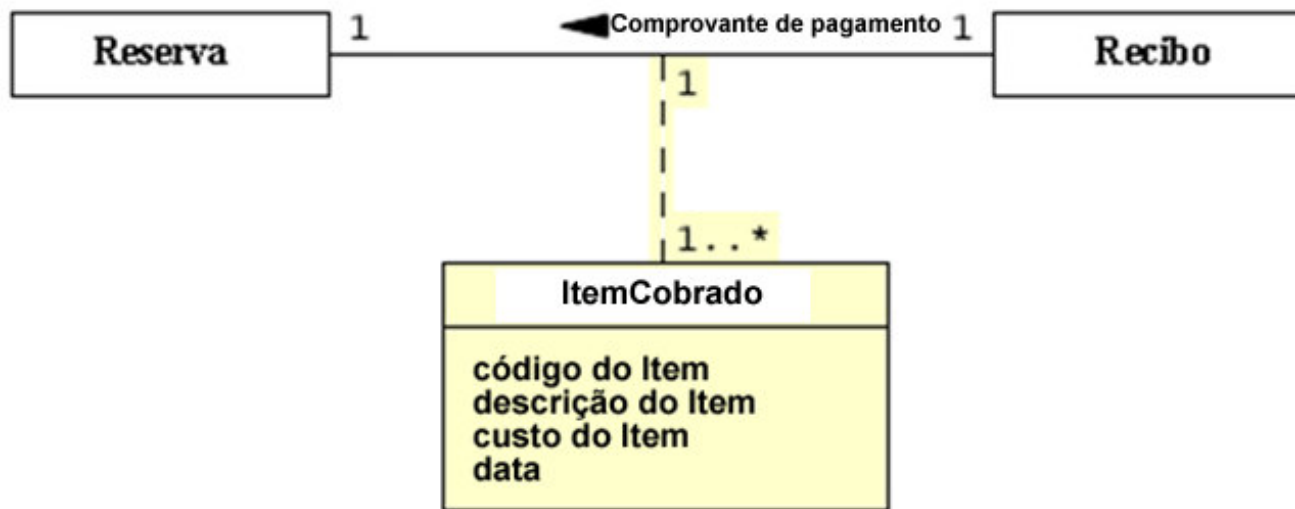 1 Comprovante de pagamento 1
Reserva
Recibo
1
1..*
ItemCobrado
código do Item
descrição do Item
custo do Item
data